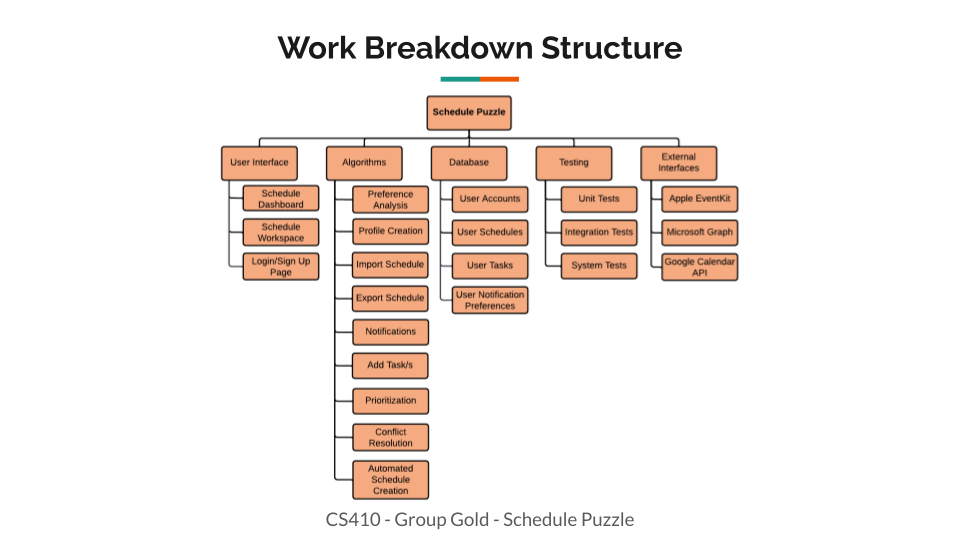 Work Breakdown Structure
Schedule Puzzle
User Interface
Schedule
Dashboard
Schedule
Workspace
Login/Sign Up
Page
Algorithms
Preference
Analysis
Profile Creation
Import Schedule
Export Schedule
Notifications
Add Task/s
Prioritization
Conflict
Resolution
Automated
Schedule
Creation
Database
User Accounts
User Schedules
User Tasks
User Notification
Preferences
Testing
Unit Tests
Integration Tests
System Tests
External
Interfaces
Apple EventKit
Microsoft Graph
Google Calendar
API
CS410 - Group Gold - Schedule Puzzle